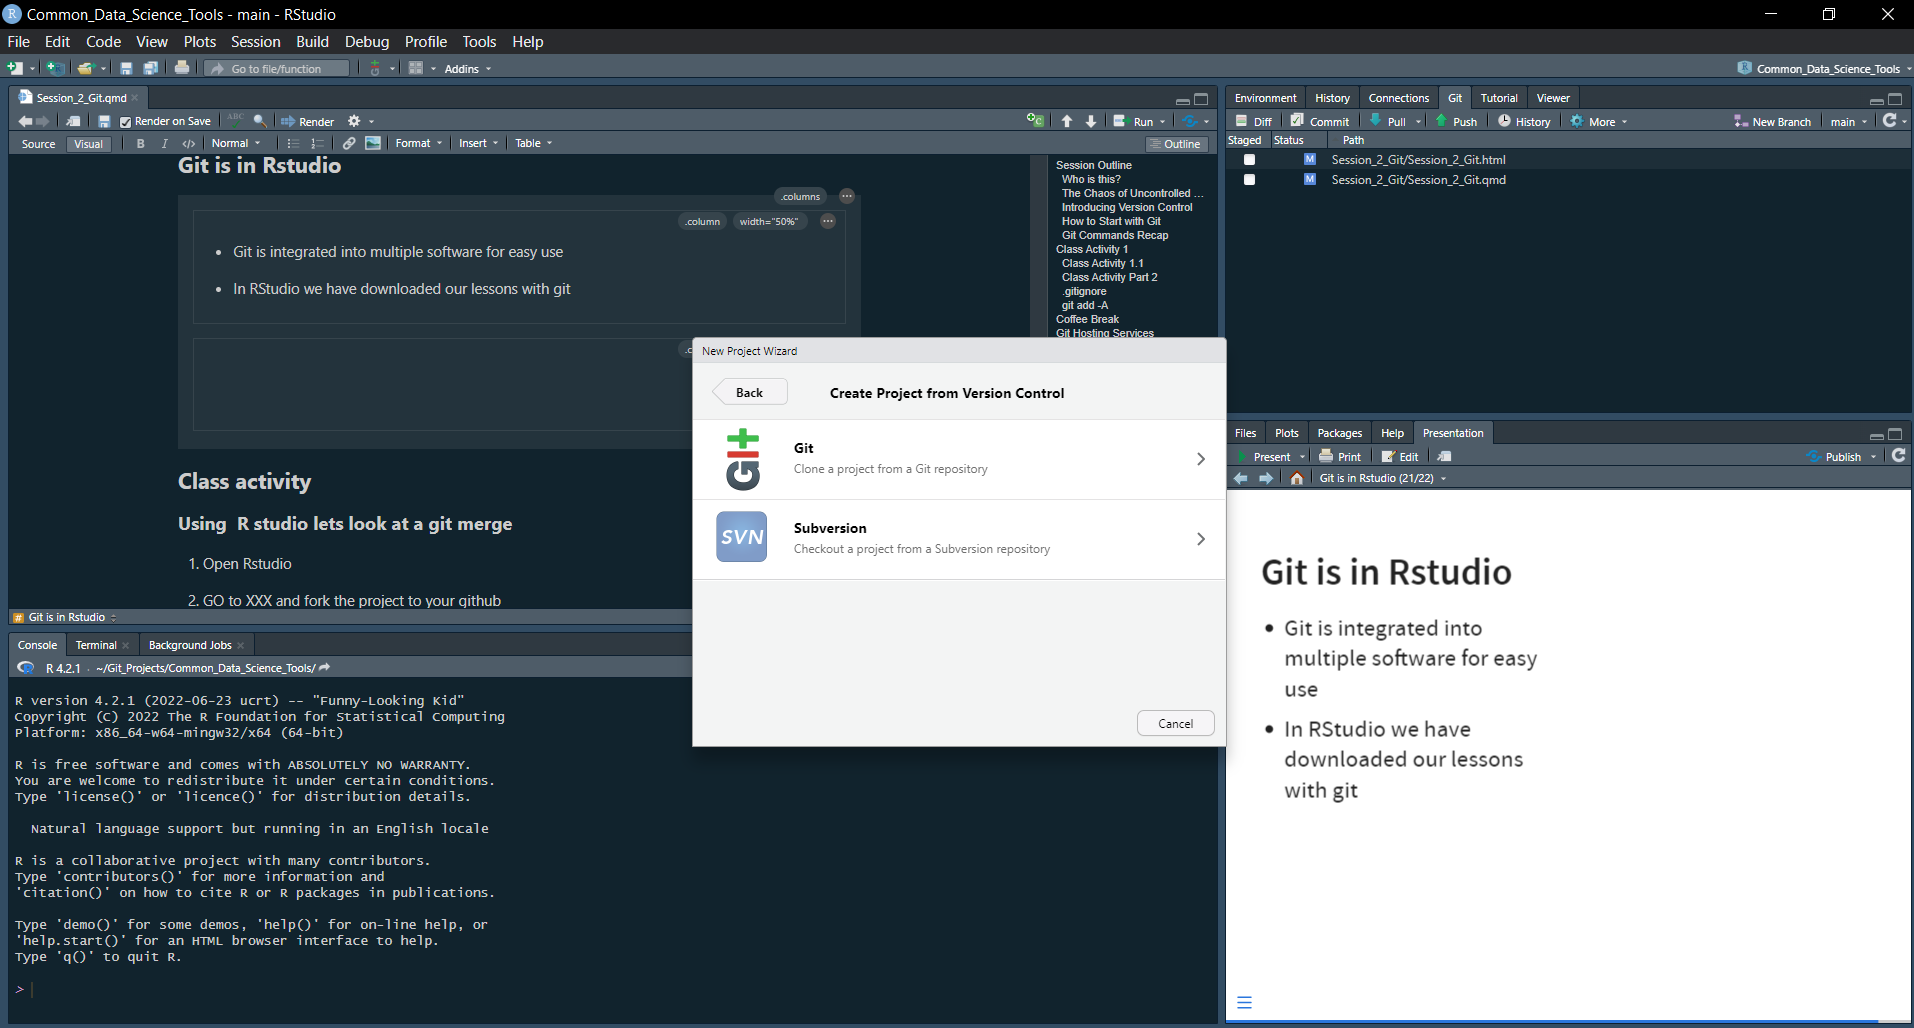 Common_Data_Science_Tools - main - RStudio
File Edit Code View Plots Session Build Debug Profile Tools Help
Go to file/function Addins Common_Data_Science_Tools
Session_2_Git.qmd
Render on Save ABC Render Run
Source Visual B I </> Normal Format Insert Table Outline
Git is in Rstudio
.columns
.column width="50%"
Git is integrated into multiple software for easy use
In RStudio we have downloaded our lessons with git
.c
Class activity
Using R studio lets look at a git merge
1. Open Rstudio
2. GO to XXX and fork the project to your github
# Git is in Rstudio
Session Outline
Who is this?
The Chaos of Uncontrolled ...
Introducing Version Control
How to Start with Git
Git Commands Recap
Class Activity 1
Class Activity 1.1
Class Activity Part 2
.gitignore
git add -A
Coffee Break
Git Hosting Services
New Project Wizard
Back
Create Project from Version Control
git
Git
Clone a project from a Git repository
SVN
Subversion
Checkout a project from a Subversion repository
Cancel
Console Terminal Background Jobs
R 4.2.1 · ~/Git_Projects/Common_Data_Science_Tools/
R version 4.2.1 (2022-06-23 ucrt) -- "Funny-Looking Kid"
Copyright (C) 2022 The R Foundation for Statistical Computing
Platform: x86_64-w64-mingw32/x64 (64-bit)
R is free software and comes with ABSOLUTELY NO WARRANTY.
You are welcome to redistribute it under certain conditions.
Type 'license()' or 'licence()' for distribution details.
Natural language support but running in an English locale
R is a collaborative project with many contributors.
Type 'contributors()' for more information and
'citation()' on how to cite R or R packages in publications.
Type 'demo()' for some demos, 'help()' for on-line help, or
'help.start()' for an HTML browser interface to help.
Type 'q()' to quit R.
>
Environment History Connections Git Tutorial Viewer
Diff Commit Pull Push History More New Branch main
Staged Status Path
M Session_2_Git/Session_2_Git.html
M Session_2_Git/Session_2_Git.qmd
Files Plots Packages Help Presentation
Present Print Edit Publish
Git is in Rstudio (21/22)
Git is in Rstudio
Git is integrated into
multiple software for easy
use
In RStudio we have
downloaded our lessons
with git